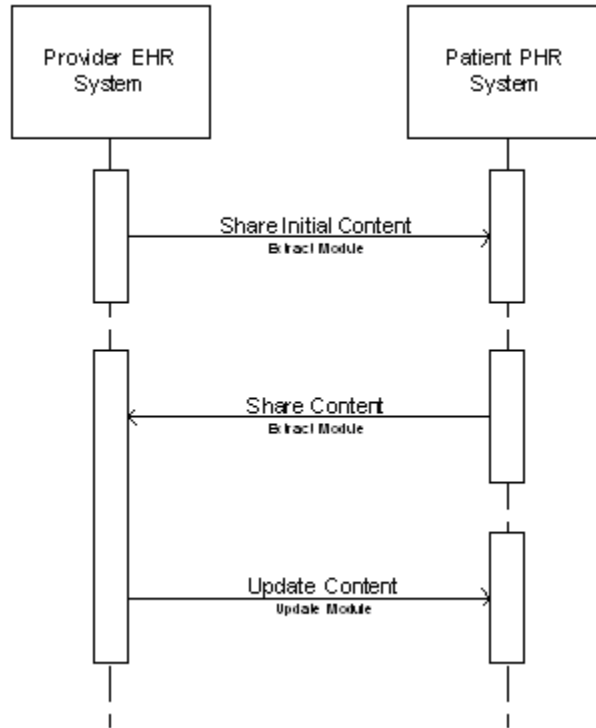 Provider EHR
System
Patient PHR
System
Share Initial Content
Extract Module
Share Content
Extract Module
Update Content
Update Module